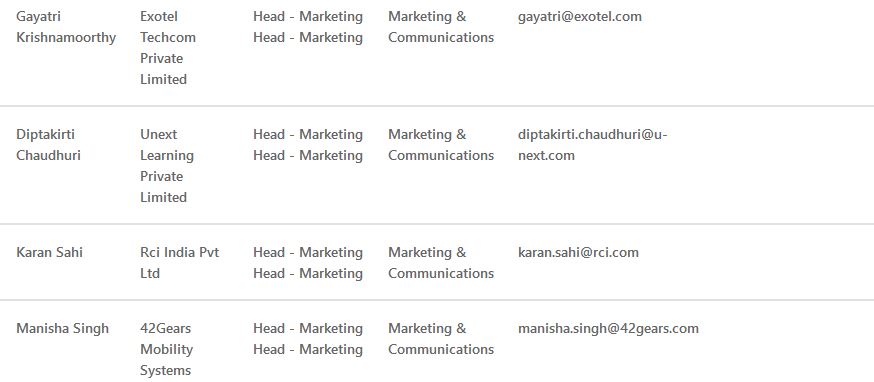 Gayatri Exotel Head - Marketing Marketing & gayatri@exotel.com
Krishnamoorthy Techcom Head - Marketing Communications
Private
Limited
Diptakirti Unext Head - Marketing Marketing & diptakirti.chaudhuri@u-
Chaudhuri Learning Head - Marketing Communications next.com
Private
Limited
Karan Sahi Rci India Pvt Head - Marketing Marketing & karan.sahi@rci.com
Ltd Head - Marketing Communications
Manisha Singh 42Gears Head - Marketing Marketing & manisha.singh@42gears.com
Mobility Head - Marketing Communications
Systems